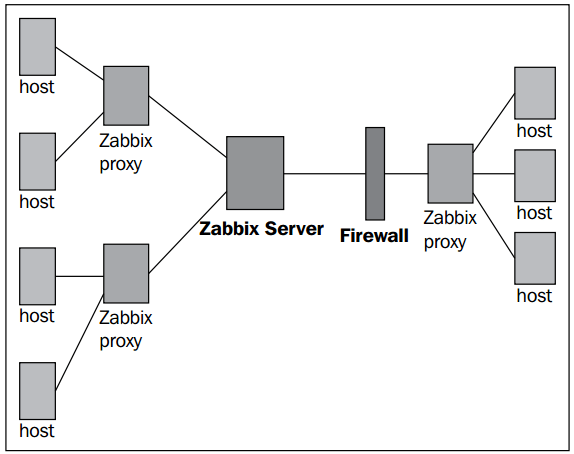 host
Zabbix
proxy
host
Zabbix Server
Firewall
Zabbix
proxy
host
host
host
host
Zabbix
proxy
host